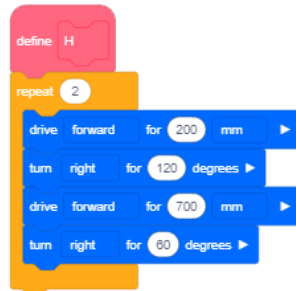 define H
repeat 2
drive forward for 200 mm
turn right for 120 degrees
drive forward for 700 mm
turn right for 60 degrees